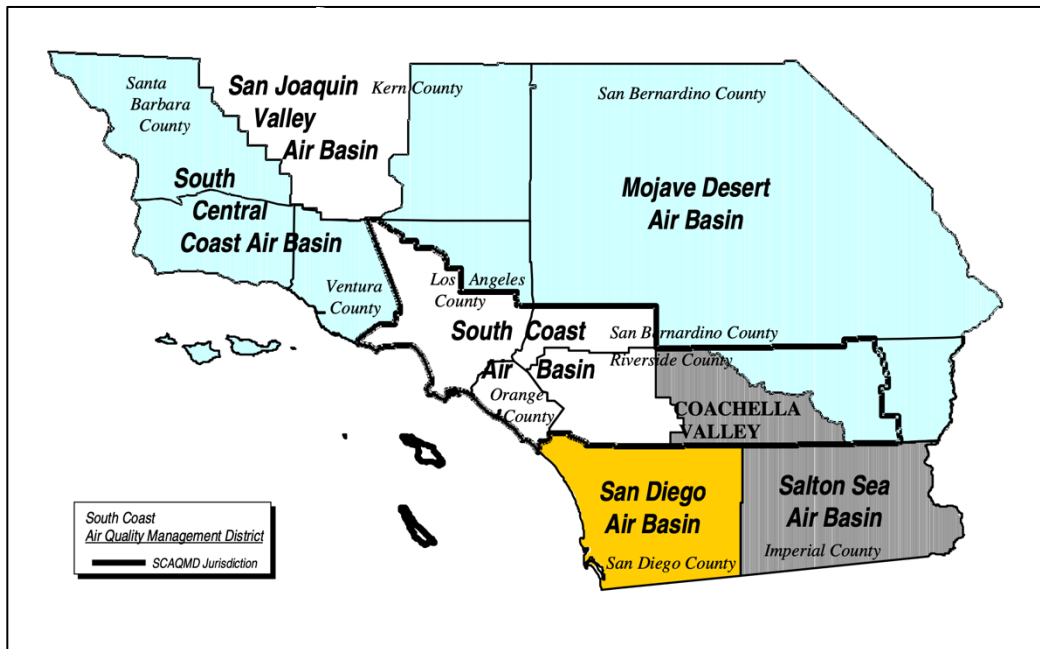 Santa
Barbara
County
San Joaquin
Valley
Air Basin
Kern County
San Bernardino County
South
Central
Coast Air Basin
Mojave Desert
Air Basin
Ventura
County
Los Angeles
County
South Coast
Air Basin
San Bernardino County
Riverside County
Orange
County
COACHELLA
VALLEY
San Diego
Air Basin
San Diego County
Salton Sea
Air Basin
Imperial County
South Coast
Air Quality Management District
SCAQMD Jurisdiction